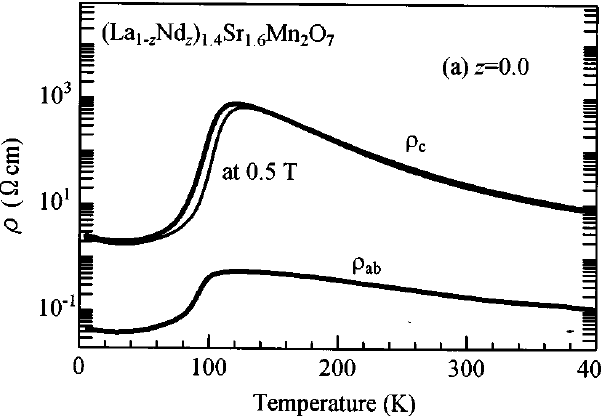 (La1-zNdz)1.4Sr1.6Mn2O7
(a) z=0.0
10³
ρc
at 0.5 T
ρ (Ω cm)
10¹
ρab
10⁻¹
0 100 200 300 40
Temperature (K)